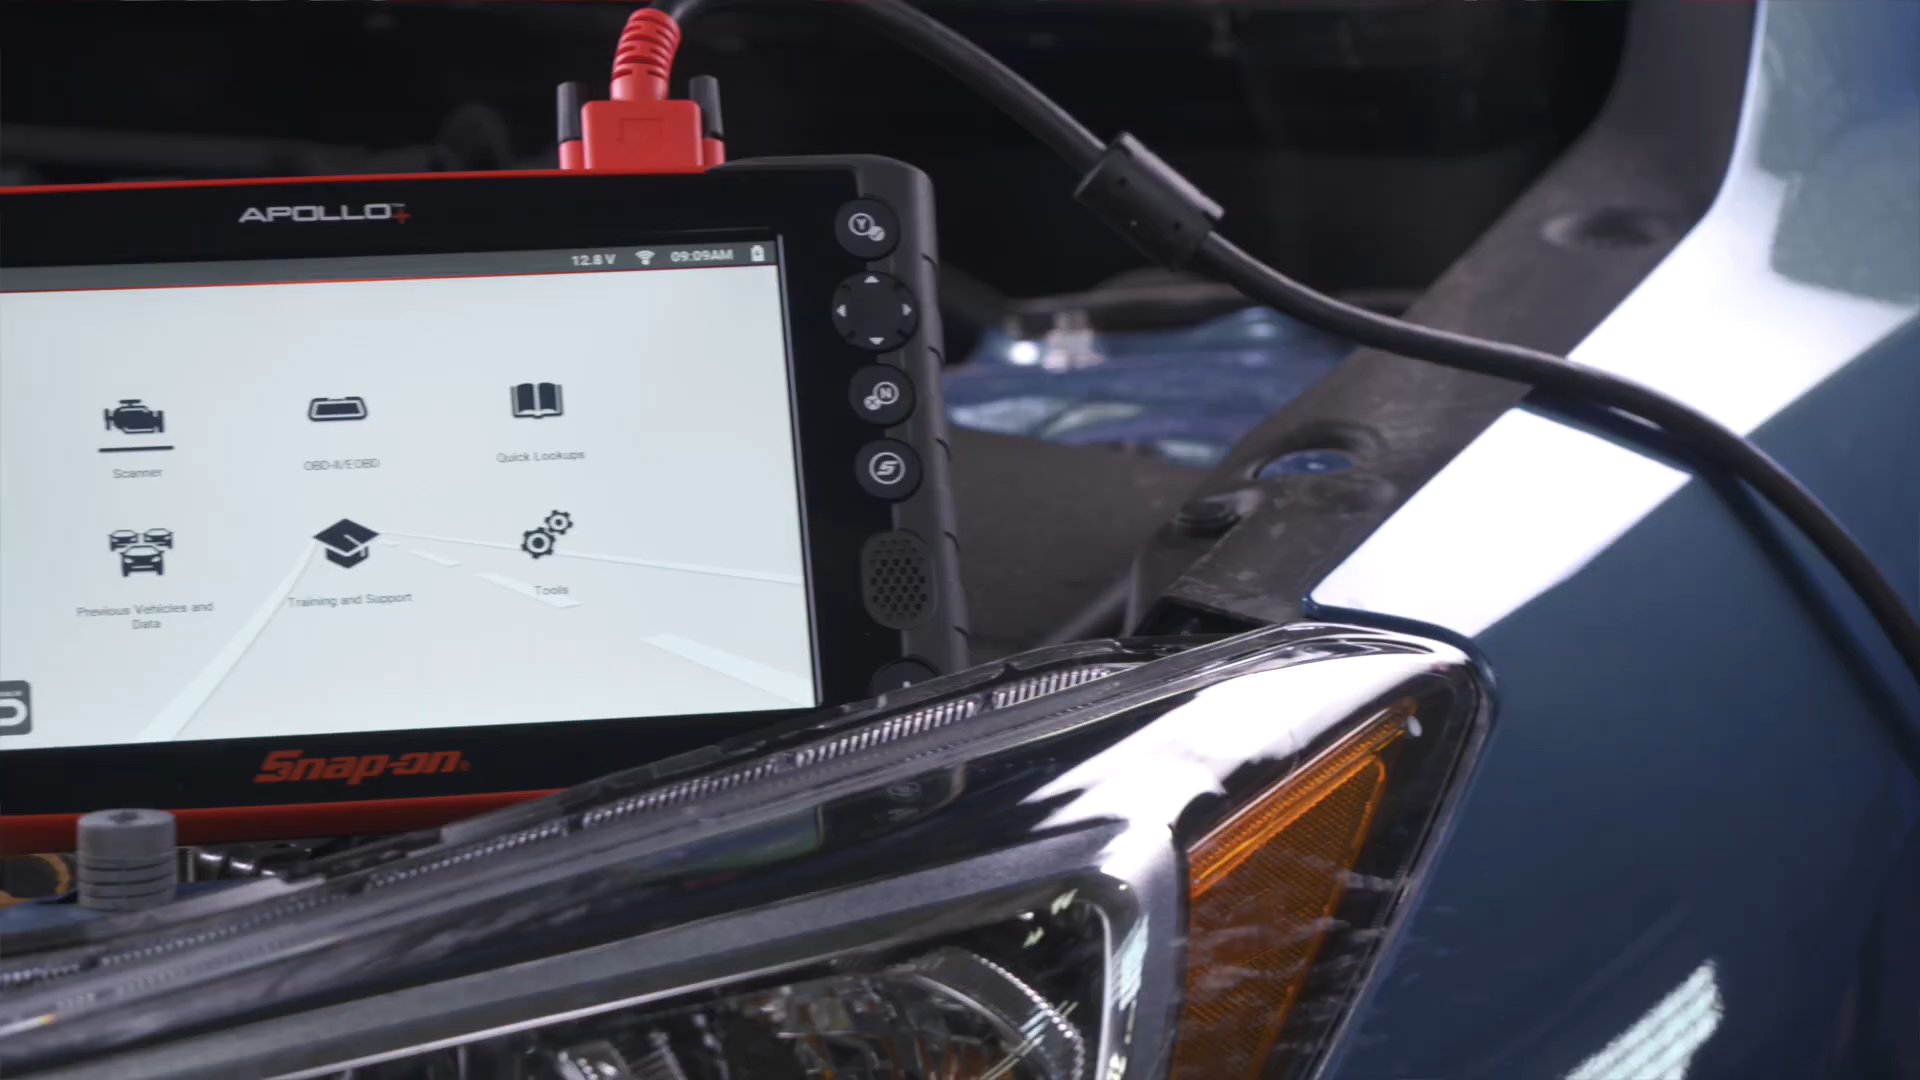 APOLLO+™
12.8 V 09:09AM
Scanner
OBD-II/EOBD
Quick Lookups
Previous Vehicles and
Data
Training and Support
Tools
Snap-on®
Y
N
X
S